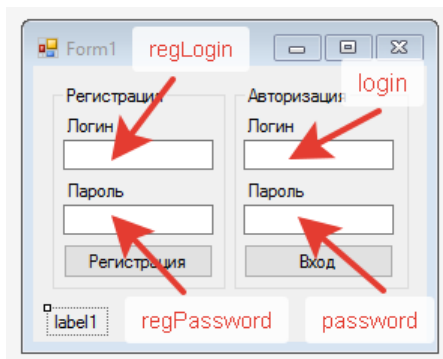 Form1
regLogin
login
Регистрация
Авторизация
Логин
Логин
Пароль
Пароль
Регистрация
Вход
label1
regPassword
password